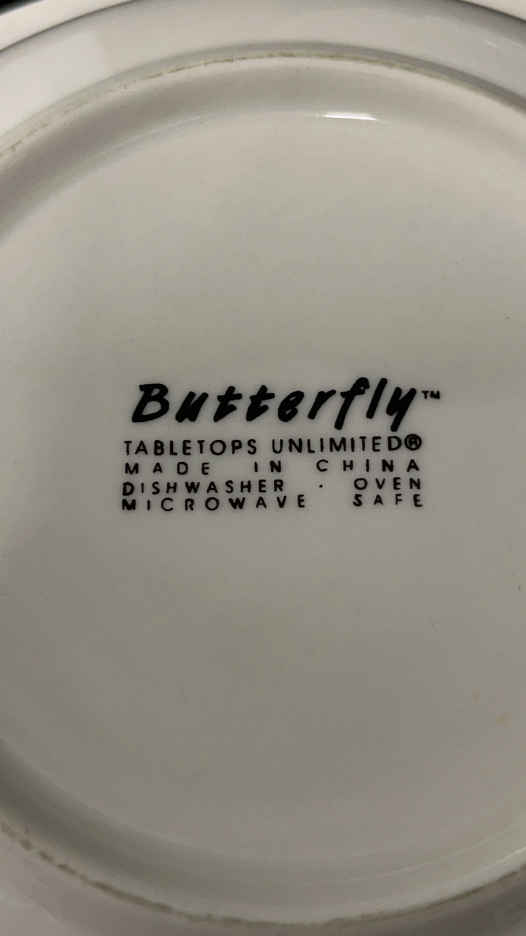 Butterfly™
TABLETOPS UNLIMITED®
MADE IN CHINA
DISHWASHER · OVEN
MICROWAVE SAFE